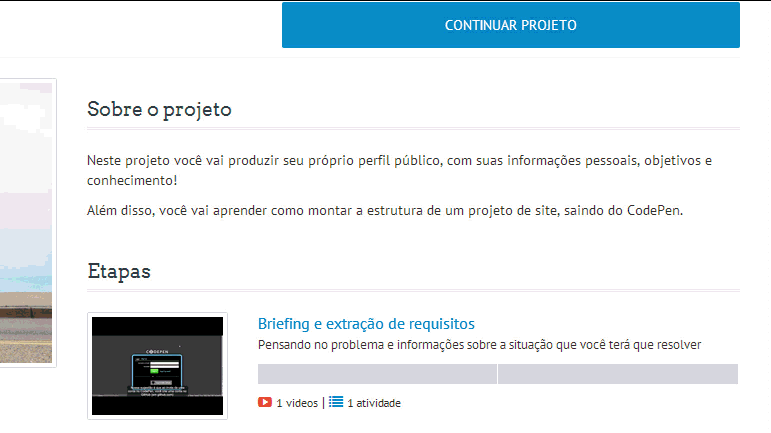 CONTINUAR PROJETO
Sobre o projeto
Neste projeto você vai produzir seu próprio perfil público, com suas informações pessoais, objetivos e
conhecimento!
Além disso, você vai aprender como montar a estrutura de um projeto de site, saindo do CodePen.
Etapas
Briefing e extração de requisitos
Pensando no problema e informações sobre a situação que você terá que resolver
CODEPEN
1 vídeos | 1 atividade